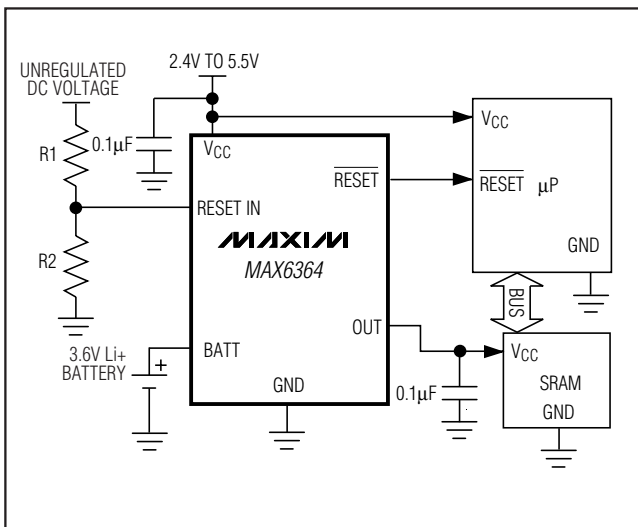 2.4V TO 5.5V
UNREGULATED
DC VOLTAGE
R1
0.1µF
VCC
VCC
RESET
RESET µP
RESET IN
MAXIM
MAX6364
R2
GND
BUS
OUT
3.6V Li+
BATTERY
+
BATT
VCC
0.1µF
SRAM
GND
GND